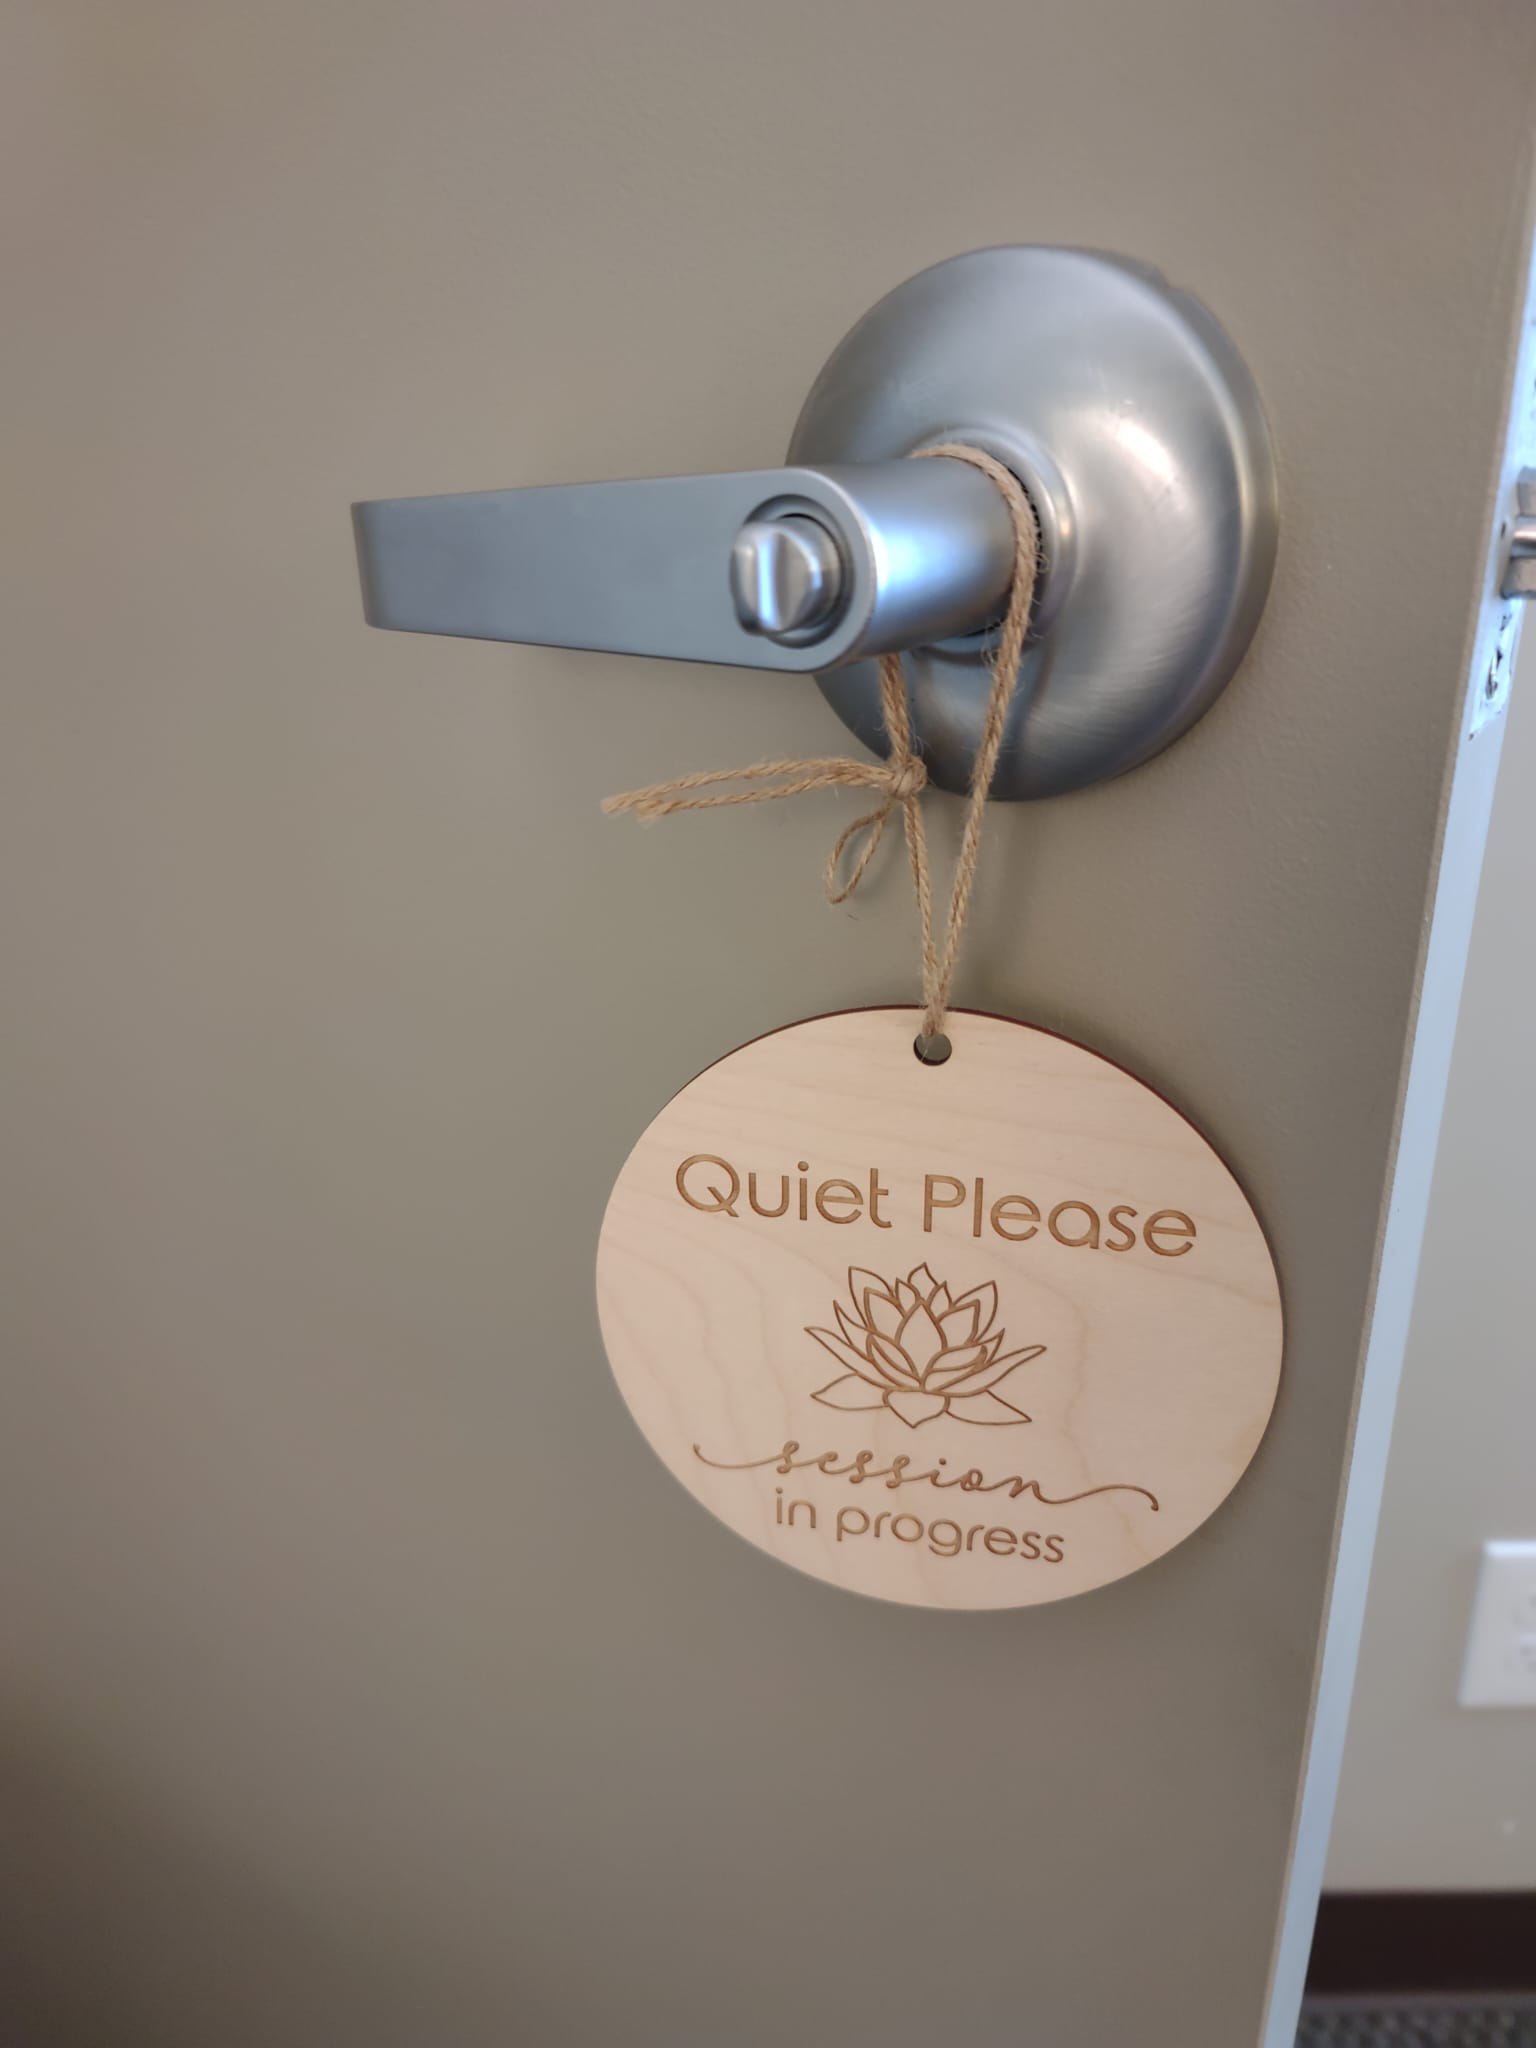 Quiet Please
session
in progress